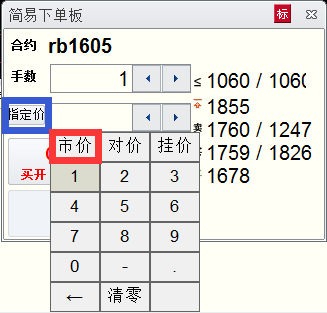 简易下单板 标
合约 rb1605
手数 1 ≤ 1060 / 1060
1855
指定价 1760 / 1247
市价 对价 挂价 1759 / 1826
买开 1 2 3 1678
4 5 6
7 8 9
0 - .
← 清零